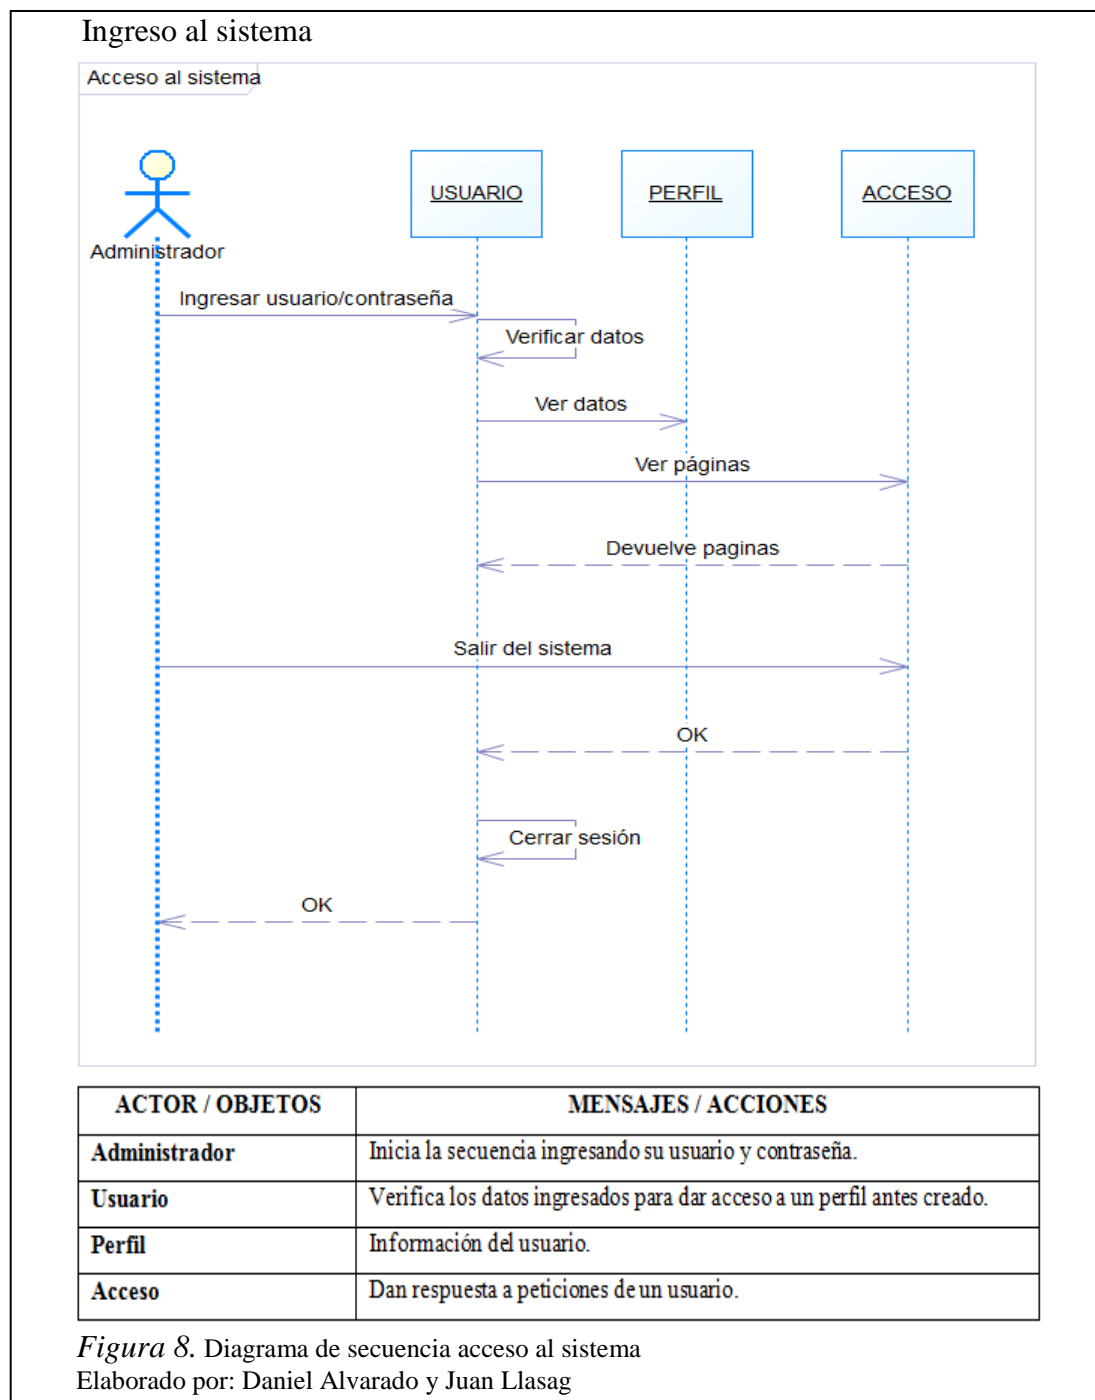 Ingreso al sistema
Acceso al sistema
USUARIO
PERFIL
ACCESO
Administrador
Ingresar usuario/contraseña
Verificar datos
Ver datos
Ver páginas
Devuelve paginas
Salir del sistema
OK
Cerrar sesión
OK
ACTOR / OBJETOS
MENSAJES / ACCIONES
Administrador
Inicia la secuencia ingresando su usuario y contraseña.
Usuario
Verifica los datos ingresados para dar acceso a un perfil antes creado.
Perfil
Información del usuario.
Acceso
Dan respuesta a peticiones de un usuario.
Figura 8. Diagrama de secuencia acceso al sistema
Elaborado por: Daniel Alvarado y Juan Llasag